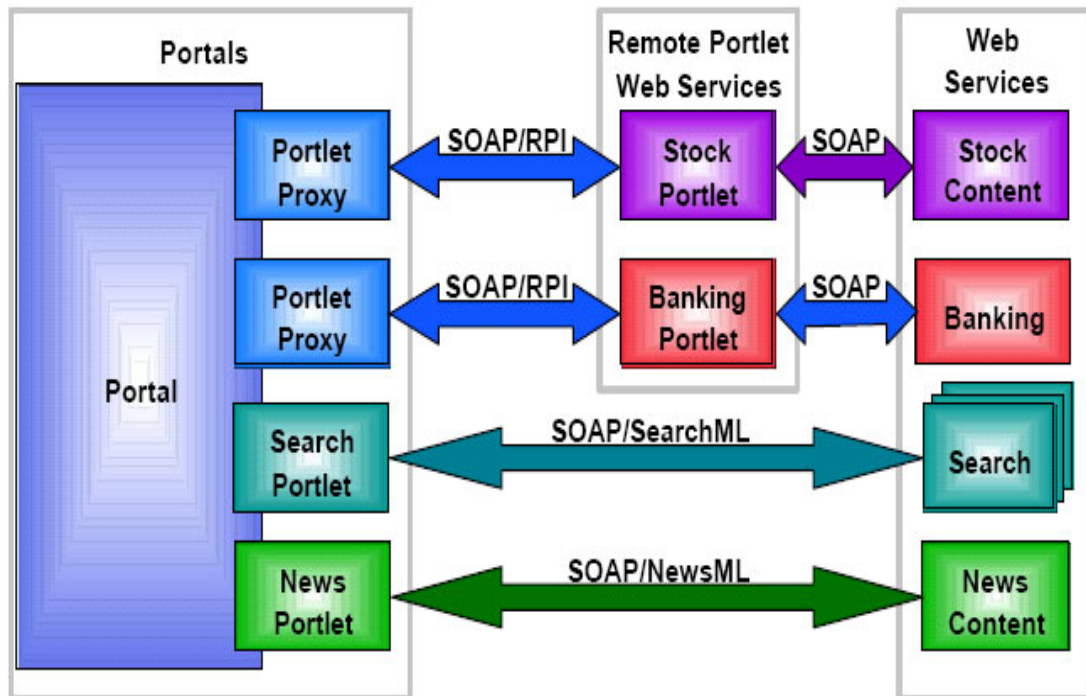 Portals
Remote Portlet
Web Services
Web
Services
Portlet
Proxy
SOAP/RPI
Stock
Portlet
SOAP
Stock
Content
Portlet
Proxy
SOAP/RPI
Banking
Portlet
SOAP
Banking
Portal
Search
Portlet
SOAP/SearchML
Search
News
Portlet
SOAP/NewsML
News
Content